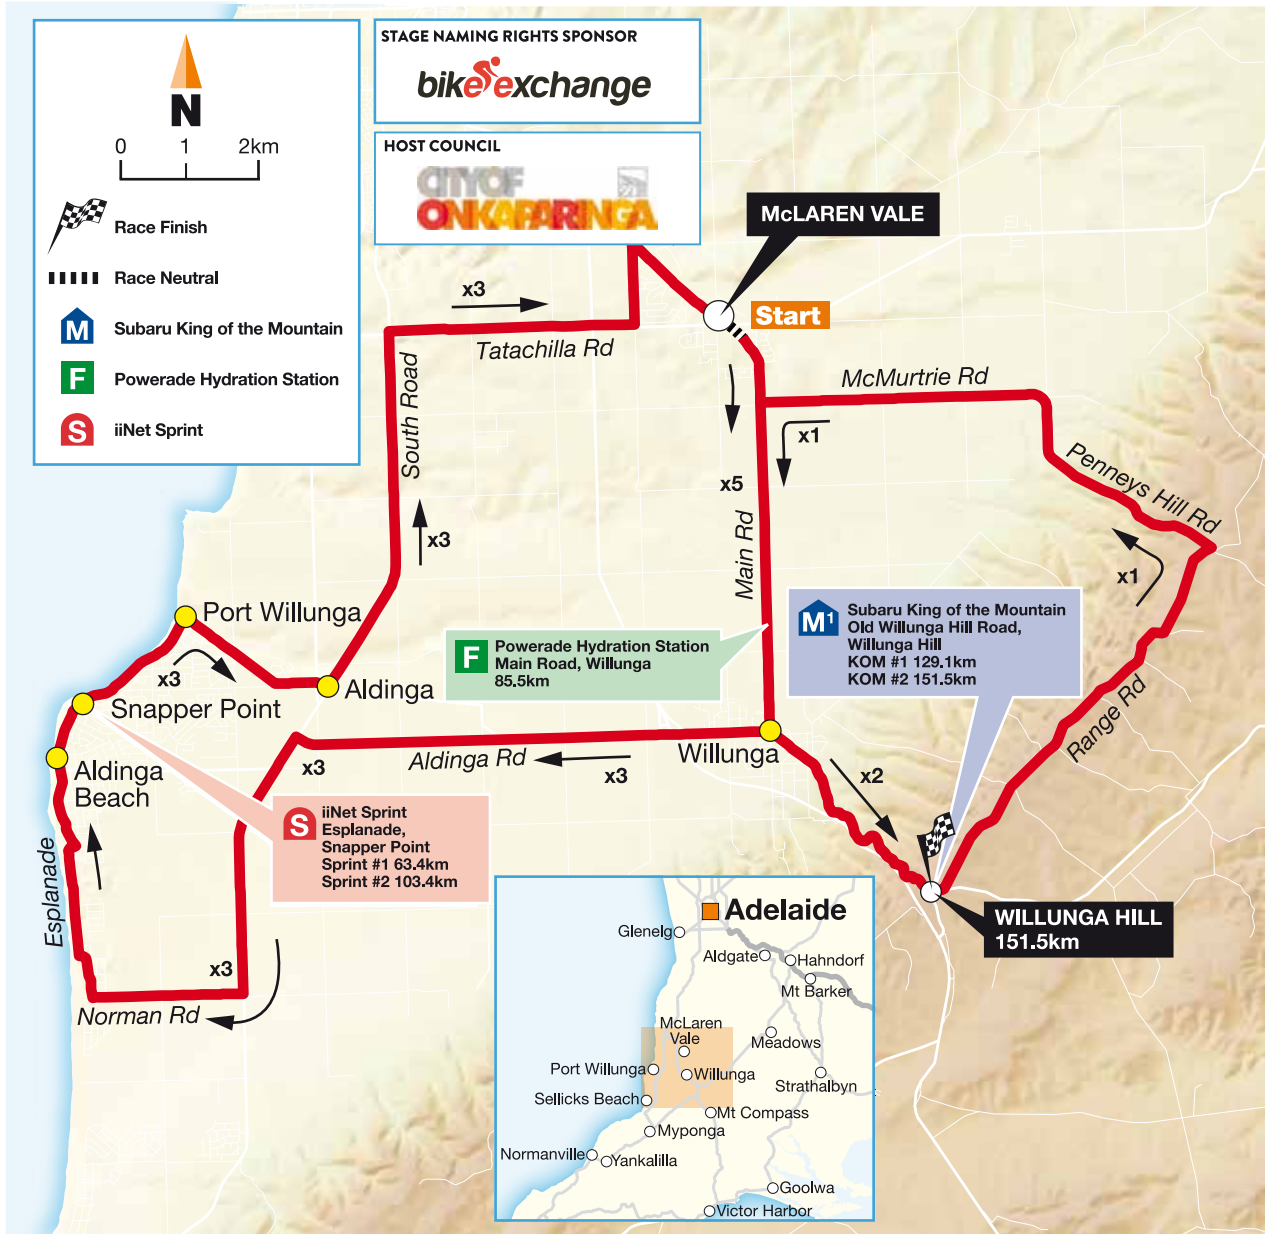 N
0 1 2km
Race Finish
Race Neutral
M Subaru King of the Mountain
F Powerade Hydration Station
S iiNet Sprint
STAGE NAMING RIGHTS SPONSOR
bikeexchange
HOST COUNCIL
CITY OF
ONKAPARINGA
McLAREN VALE
Start
x3
Tatachilla Rd
South Road
x3
McMurtrie Rd
x1
x5
Main Rd
Penneys Hill Rd
x1
Range Rd
Port Willunga
x3
Snapper Point
Aldinga
Aldinga
Beach
F Powerade Hydration Station
Main Road, Willunga
85.5km
M1 Subaru King of the Mountain
Old Willunga Hill Road,
Willunga Hill
KOM #1 129.1km
KOM #2 151.5km
Willunga
x2
Aldinga Rd
x3
x3
S iiNet Sprint
Esplanade,
Snapper Point
Sprint #1 63.4km
Sprint #2 103.4km
Esplanade
x3
Norman Rd
WILLUNGA HILL
151.5km
Adelaide
Glenelg
Aldgate
Hahndorf
Mt Barker
McLaren
Vale
Meadows
Port Willunga
Willunga
Strathalbyn
Sellicks Beach
Mt Compass
Myponga
Normanville
Yankalilla
Goolwa
Victor Harbor